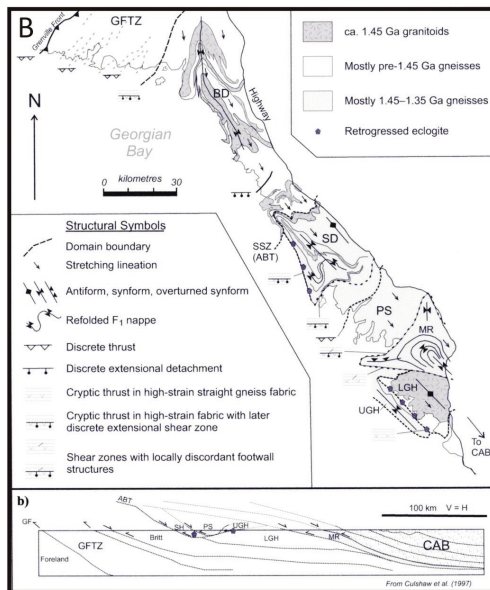 B
GFTZ
Grenville Front
ca. 1.45 Ga granitoids
Mostly pre-1.45 Ga gneisses
Mostly 1.45–1.35 Ga gneisses
Retrogressed eclogite
BD
Highway
N
Georgian
Bay
kilometres
0 30
Structural Symbols
Domain boundary
Stretching lineation
Antiform, synform, overturned synform
Refolded F1 nappe
Discrete thrust
Discrete extensional detachment
Cryptic thrust in high-strain straight gneiss fabric
Cryptic thrust in high-strain fabric with later
discrete extensional shear zone
Shear zones with locally discordant footwall
structures
SSZ
(ABT)
SD
PS
MR
LGH
UGH
To
CAB
b)
ABT
100 km V = H
GF
GFTZ
Britt
SH
PS
UGH
LGH
MR
CAB
Foreland
From Culshaw et al. (1997)